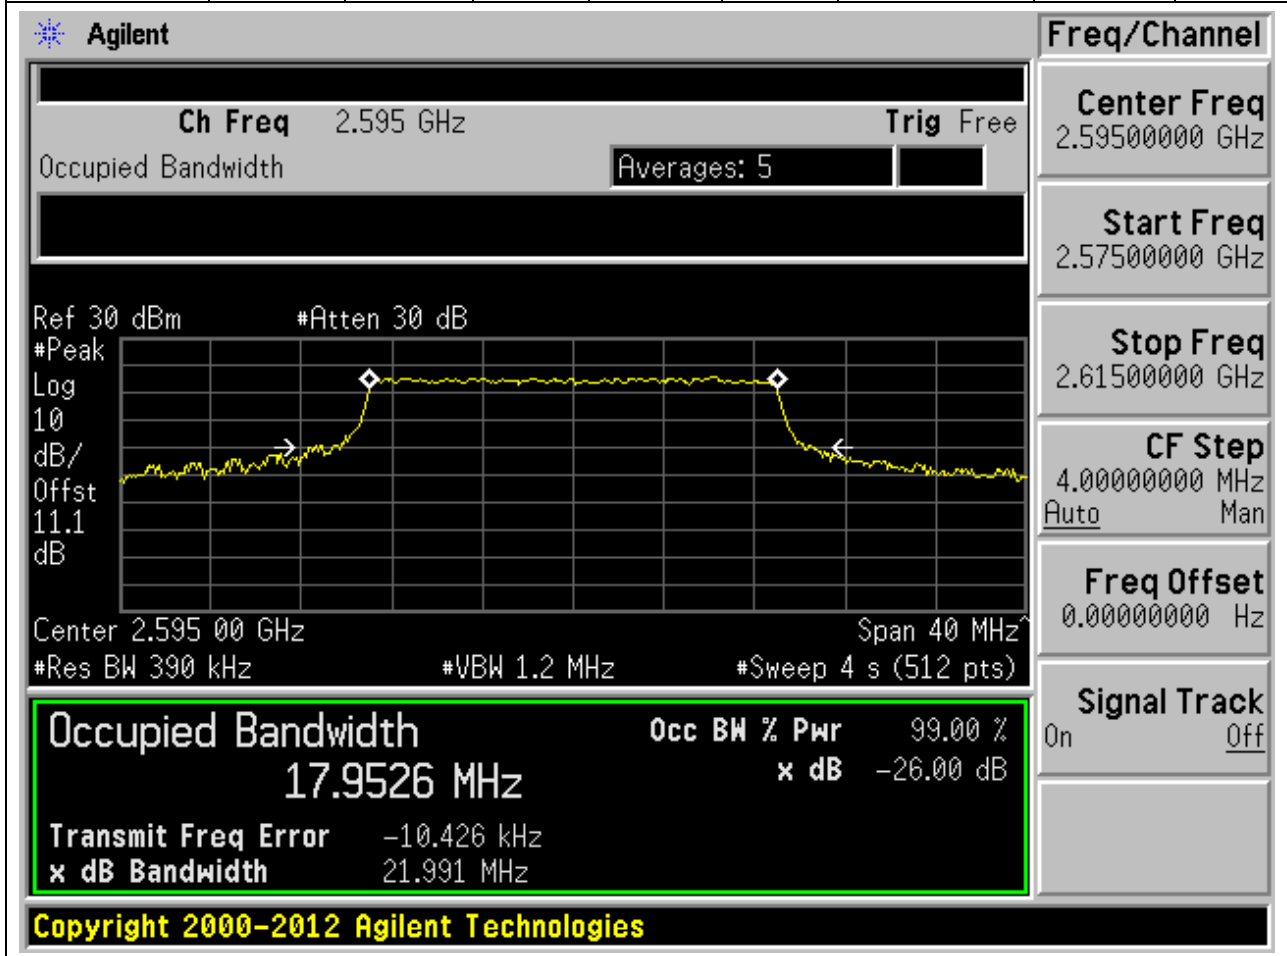 Agilent
Freq/Channel
Ch Freq 2.595 GHz Trig Free
Occupied Bandwidth Averages: 5
Center Freq
2.59500000 GHz
Start Freq
2.57500000 GHz
Stop Freq
2.61500000 GHz
CF Step
4.00000000 MHz
Auto Man
Freq Offset
0.00000000 Hz
Signal Track
On Off
Ref 30 dBm #Atten 30 dB
#Peak
Log
10
dB/
Offst
11.1
dB
Center 2.595 00 GHz Span 40 MHz^
#Res BW 390 kHz #VBW 1.2 MHz #Sweep 4 s (512 pts)
Occupied Bandwidth Occ BW % Pwr 99.00 %
17.9526 MHz x dB -26.00 dB
Transmit Freq Error -10.426 kHz
x dB Bandwidth 21.991 MHz
Copyright 2000-2012 Agilent Technologies